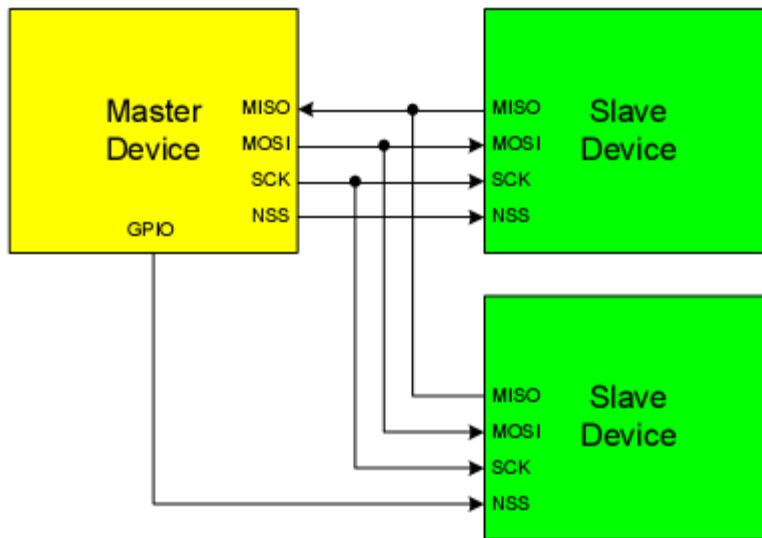 Master
Device
MISO
MOSI
SCK
NSS
GPIO
MISO
MOSI
SCK
NSS
Slave
Device
MISO
MOSI
SCK
NSS
Slave
Device